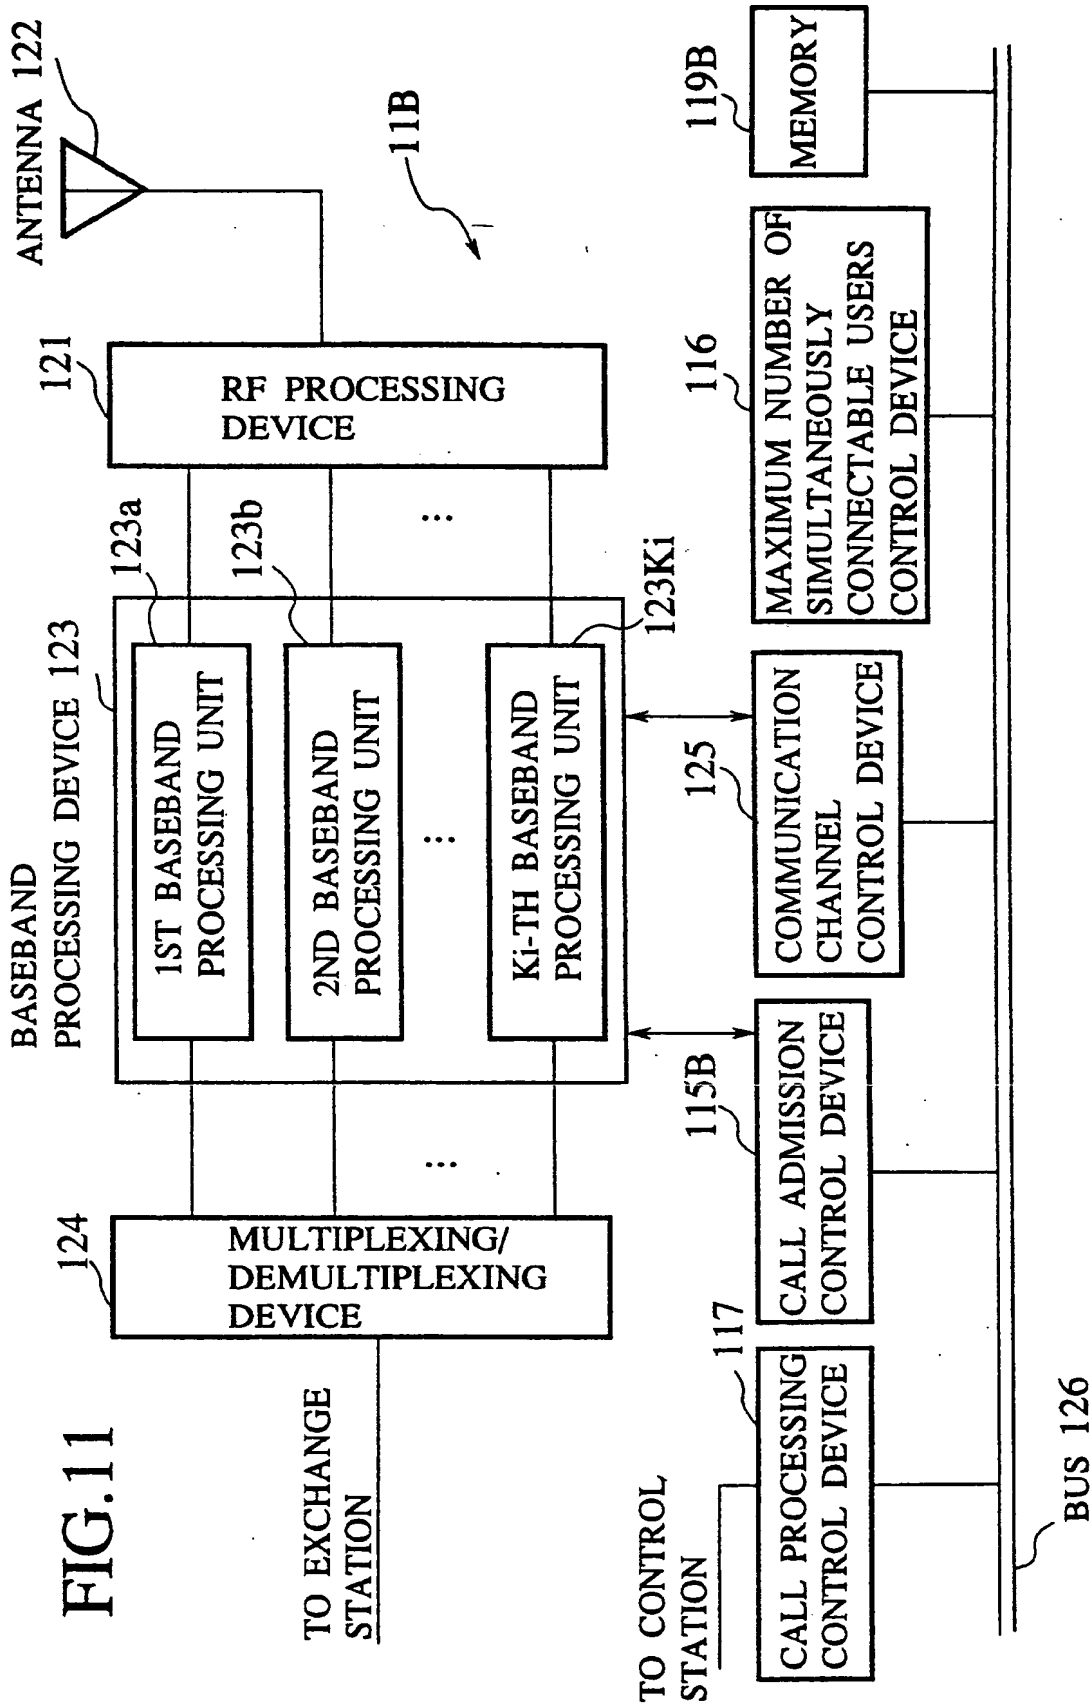 FIG.11
BASEBAND
PROCESSING DEVICE 123
ANTENNA 122
124
MULTIPLEXING/
DEMULTIPLEXING
DEVICE
TO EXCHANGE
STATION
1ST BASEBAND
PROCESSING UNIT
123a
2ND BASEBAND
PROCESSING UNIT
123b
...
...
...
Ki-TH BASEBAND
PROCESSING UNIT
123Ki
121
RF PROCESSING
DEVICE
11B
TO CONTROL
STATION
117
CALL PROCESSING
CONTROL DEVICE
115B
CALL ADMISSION
CONTROL DEVICE
125
COMMUNICATION
CHANNEL
CONTROL DEVICE
116
MAXIMUM NUMBER OF
SIMULTANEOUSLY
CONNECTABLE USERS
CONTROL DEVICE
119B
MEMORY
BUS 126